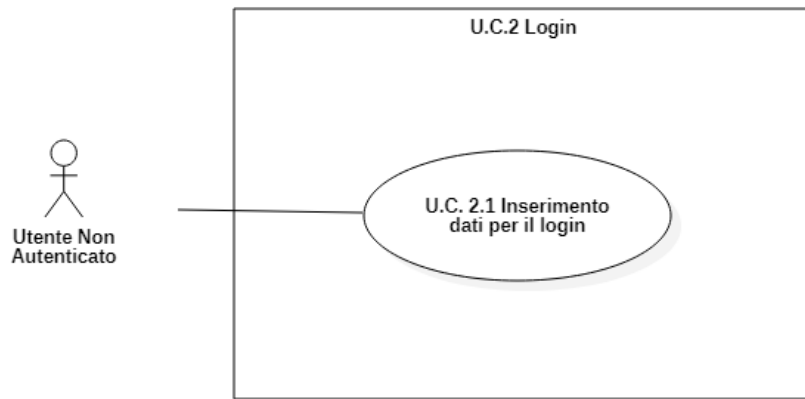 U.C.2 Login
U.C. 2.1 Inserimento
dati per il login
Utente Non
Autenticato